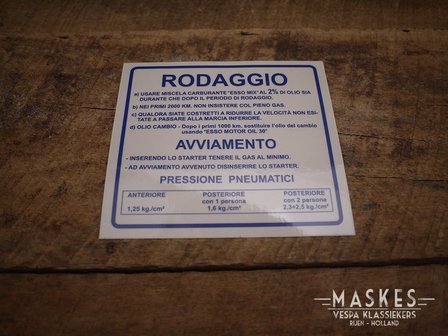 RODAGGIO
a) USARE MISCELA CARBURANTE "ESSO MIX" AL 2% DI OLIO SIA
DURANTE CHE DOPO IL PERIODO DI RODAGGIO.
b) NEI PRIMI 2000 KM. NON INSISTERE COL PIENO GAS.
c) QUALORA SIATE COSTRETTI A RIDURRE LA VELOCITÀ NON ESI-
TATE A PASSARE ALLA MARCIA INFERIORE.
d) OLIO CAMBIO - Dopo i primi 1000 km. sostituire l'olio del cambio
usando "ESSO MOTOR OIL 30"
AVVIAMENTO
- INSERENDO LO STARTER TENERE IL GAS AL MINIMO.
- AD AVVIAMENTO AVVENUTO DISINSERIRE LO STARTER.
PRESSIONE PNEUMATICI
ANTERIORE POSTERIORE POSTERIORE
con 1 persona con 2 persona
1,25 kg./cm² 1,6 kg./cm² 2,3÷2,5 kg./cm²
MASKES
VESPA KLASSIEKERS
RIJEN - HOLLAND